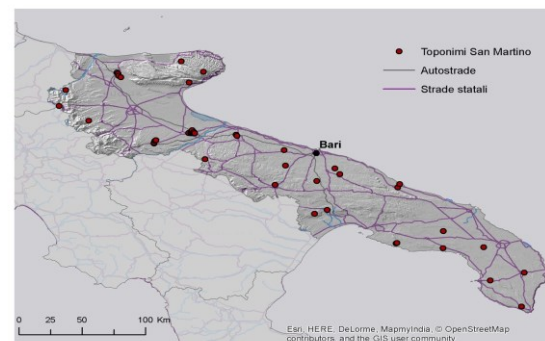 Toponimi San Martino
Autostrade
Strade statali
Bari
0 25 50 100 Km
Esri, HERE, DeLorme, MapmyIndia, © OpenStreetMap
contributors, and the GIS user community